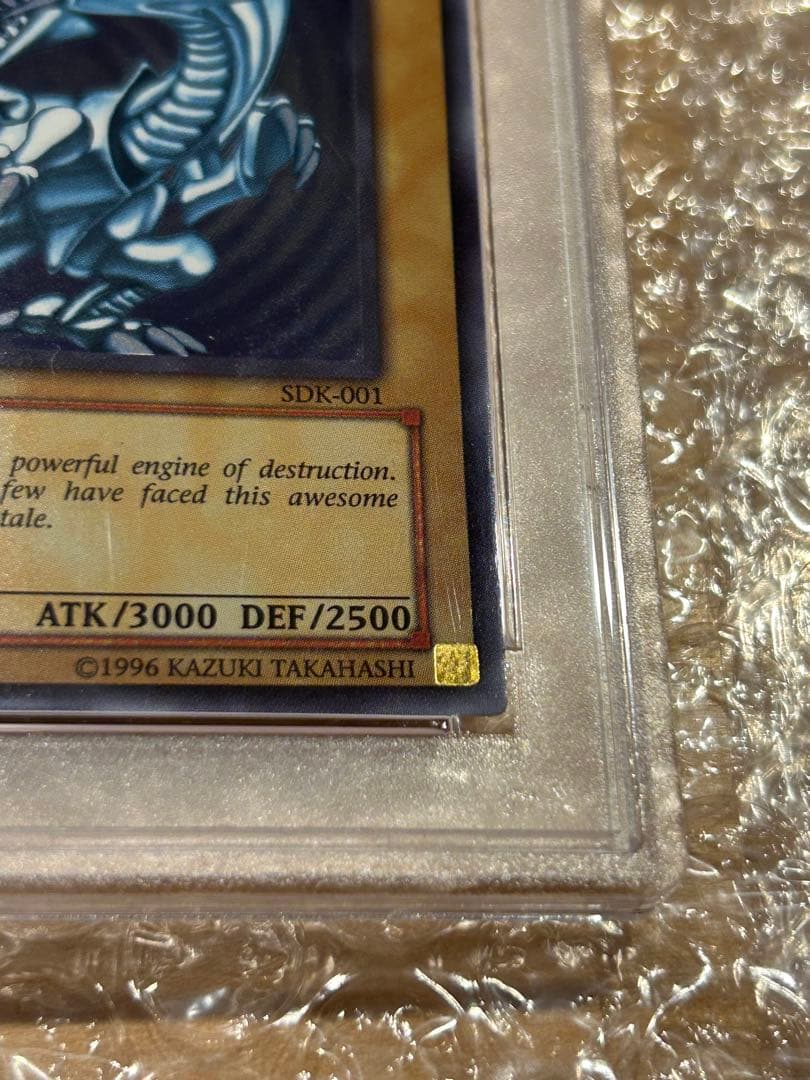 SDK-001
powerful engine of destruction.
few have faced this awesome
tale.
ATK/3000 DEF/2500
©1996 KAZUKI TAKAHASHI